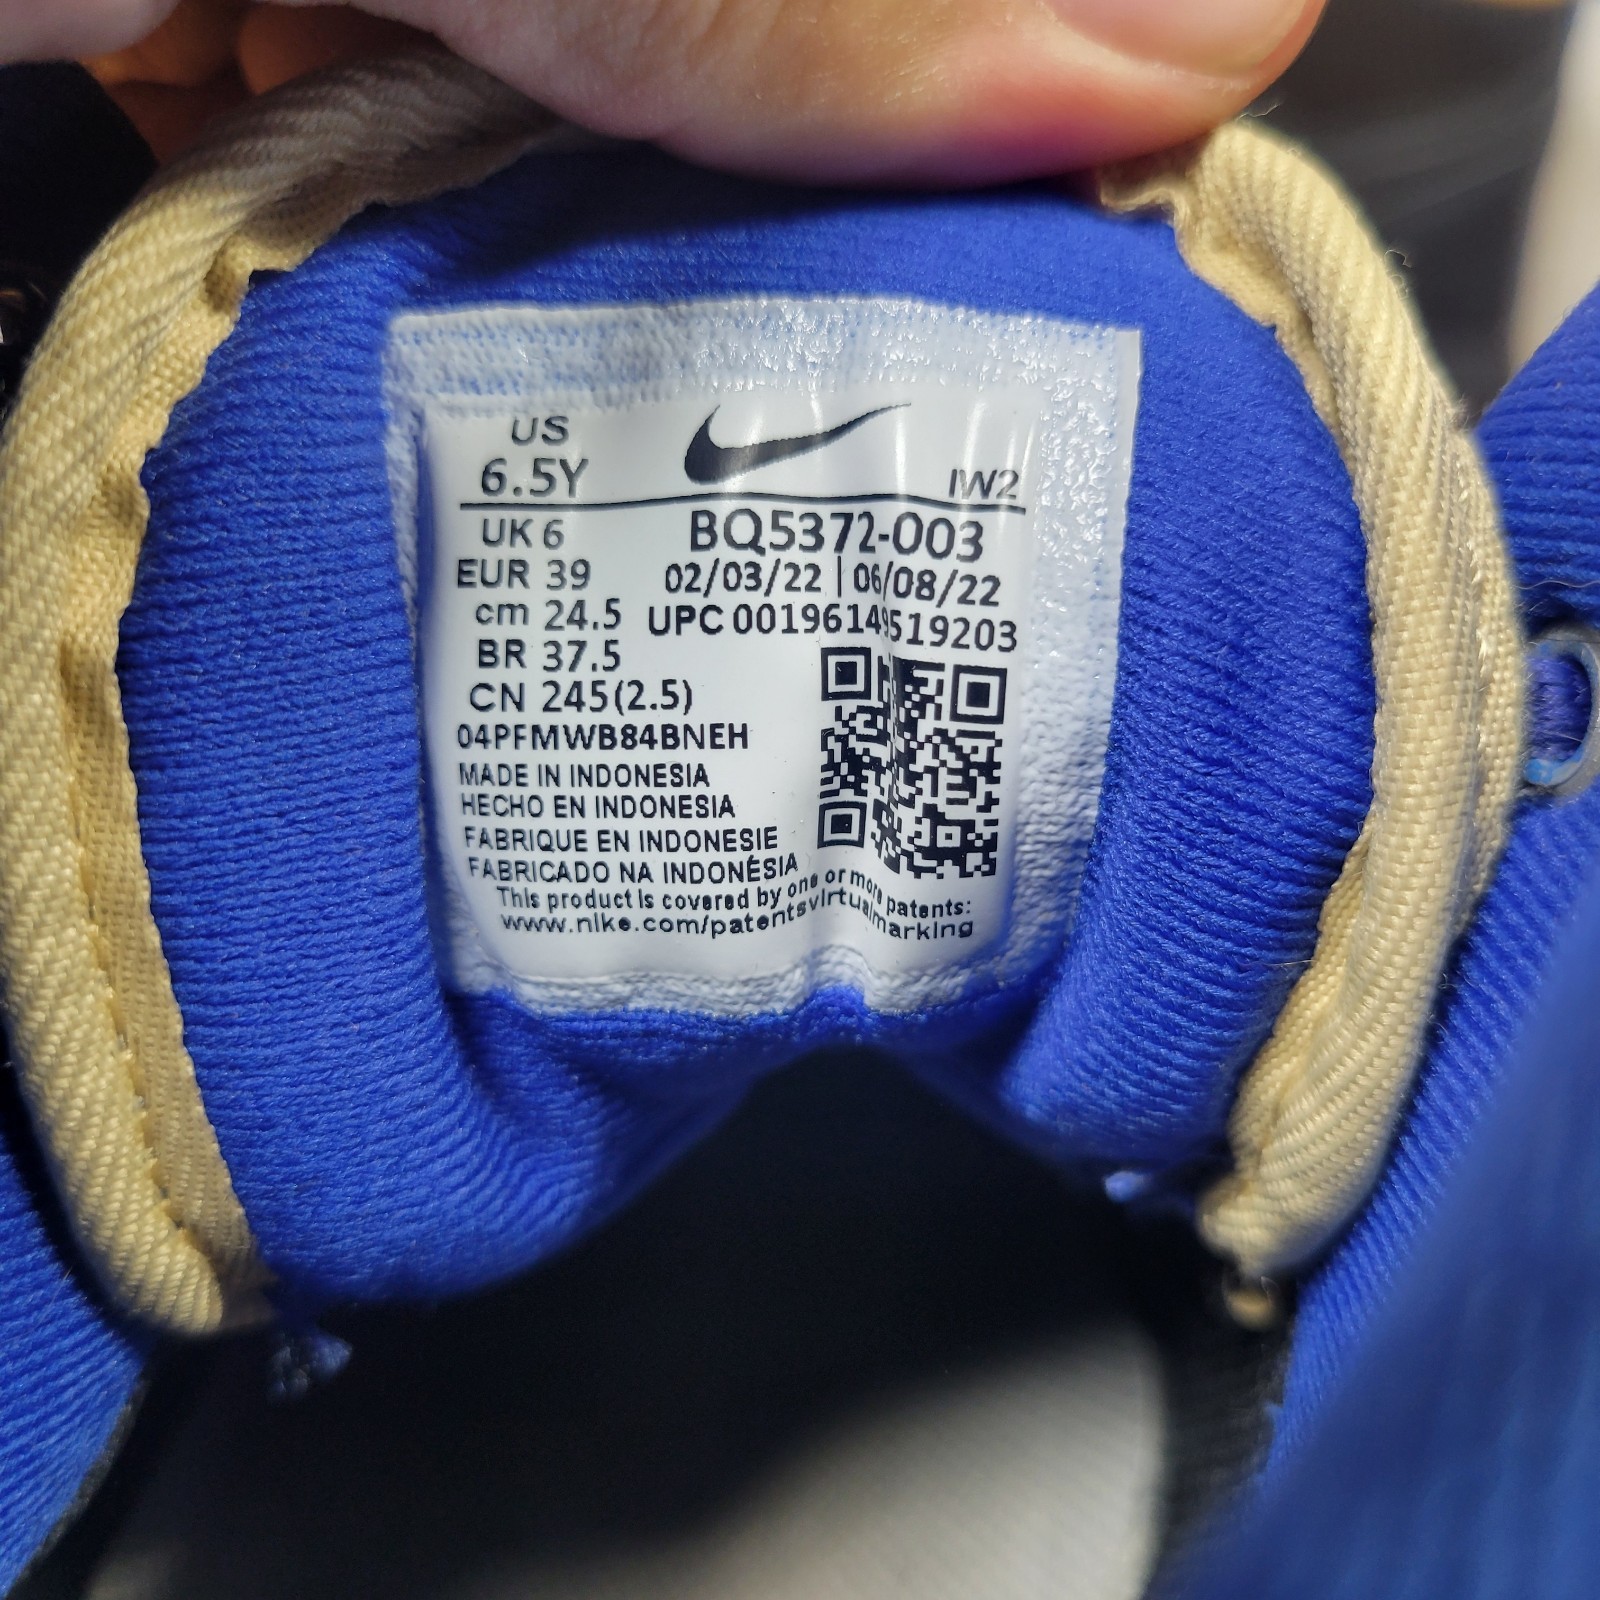 US
6.5Y
IW2
UK 6
BQ5372-003
EUR 39
02/03/22 | 06/08/22
cm 24.5
UPC 00196149519203
BR 37.5
CN 245(2.5)
04PFMWB84BNEH
MADE IN INDONESIA
HECHO EN INDONESIA
FABRIQUE EN INDONESIE
FABRICADO NA INDONÉSIA
This product is covered by one or more patents:
www.nike.com/patentsvirtualmarking